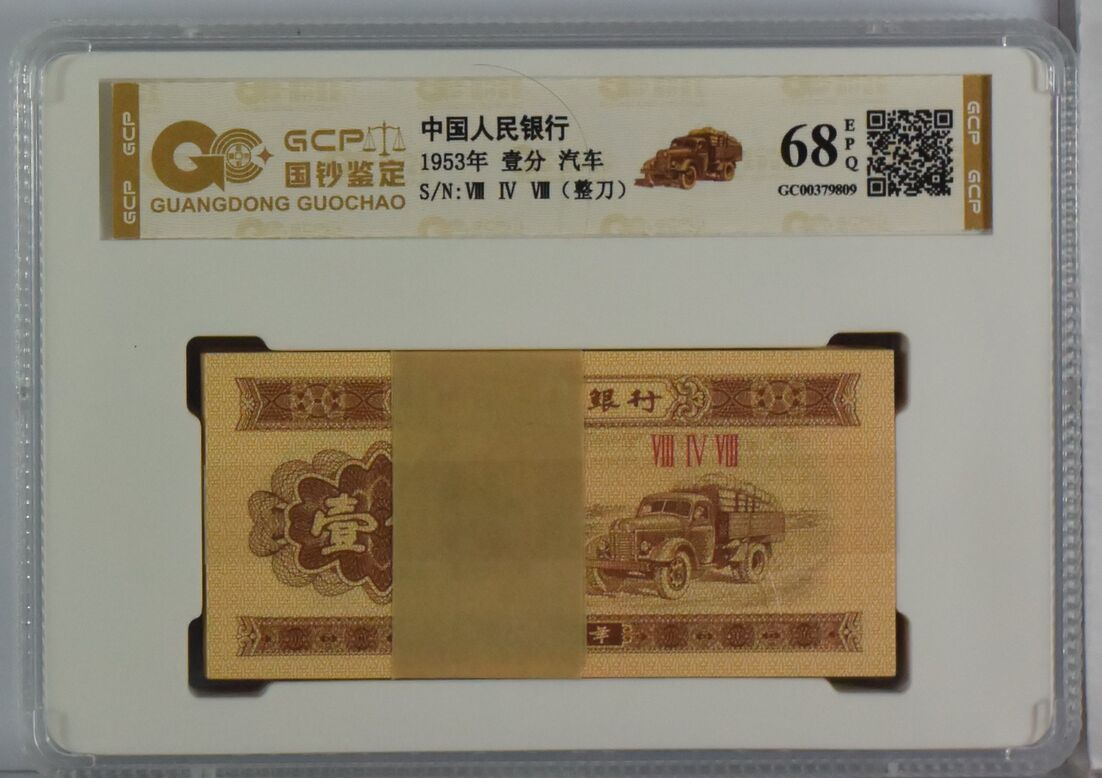 GCP
GCP
GCP 国钞鉴定
GUANGDONG GUOCHAO
中国人民银行
1953年 壹分 汽车
S/N:Ⅷ Ⅳ Ⅷ（整刀）
68 EPQ
GC00379809
GCP
GCP
銀行
Ⅷ Ⅳ Ⅷ
壹